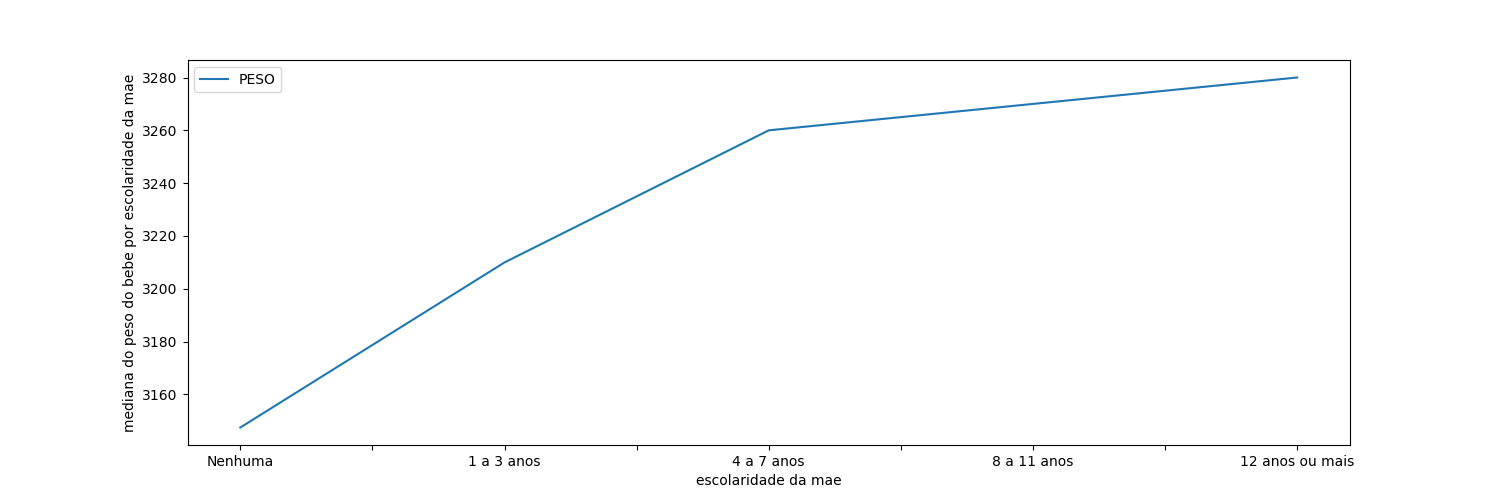 PESO
mediana do peso do bebe por escolaridade da mae
3280
3260
3240
3220
3200
3180
3160
Nenhuma
1 a 3 anos
4 a 7 anos
8 a 11 anos
12 anos ou mais
escolaridade da mae